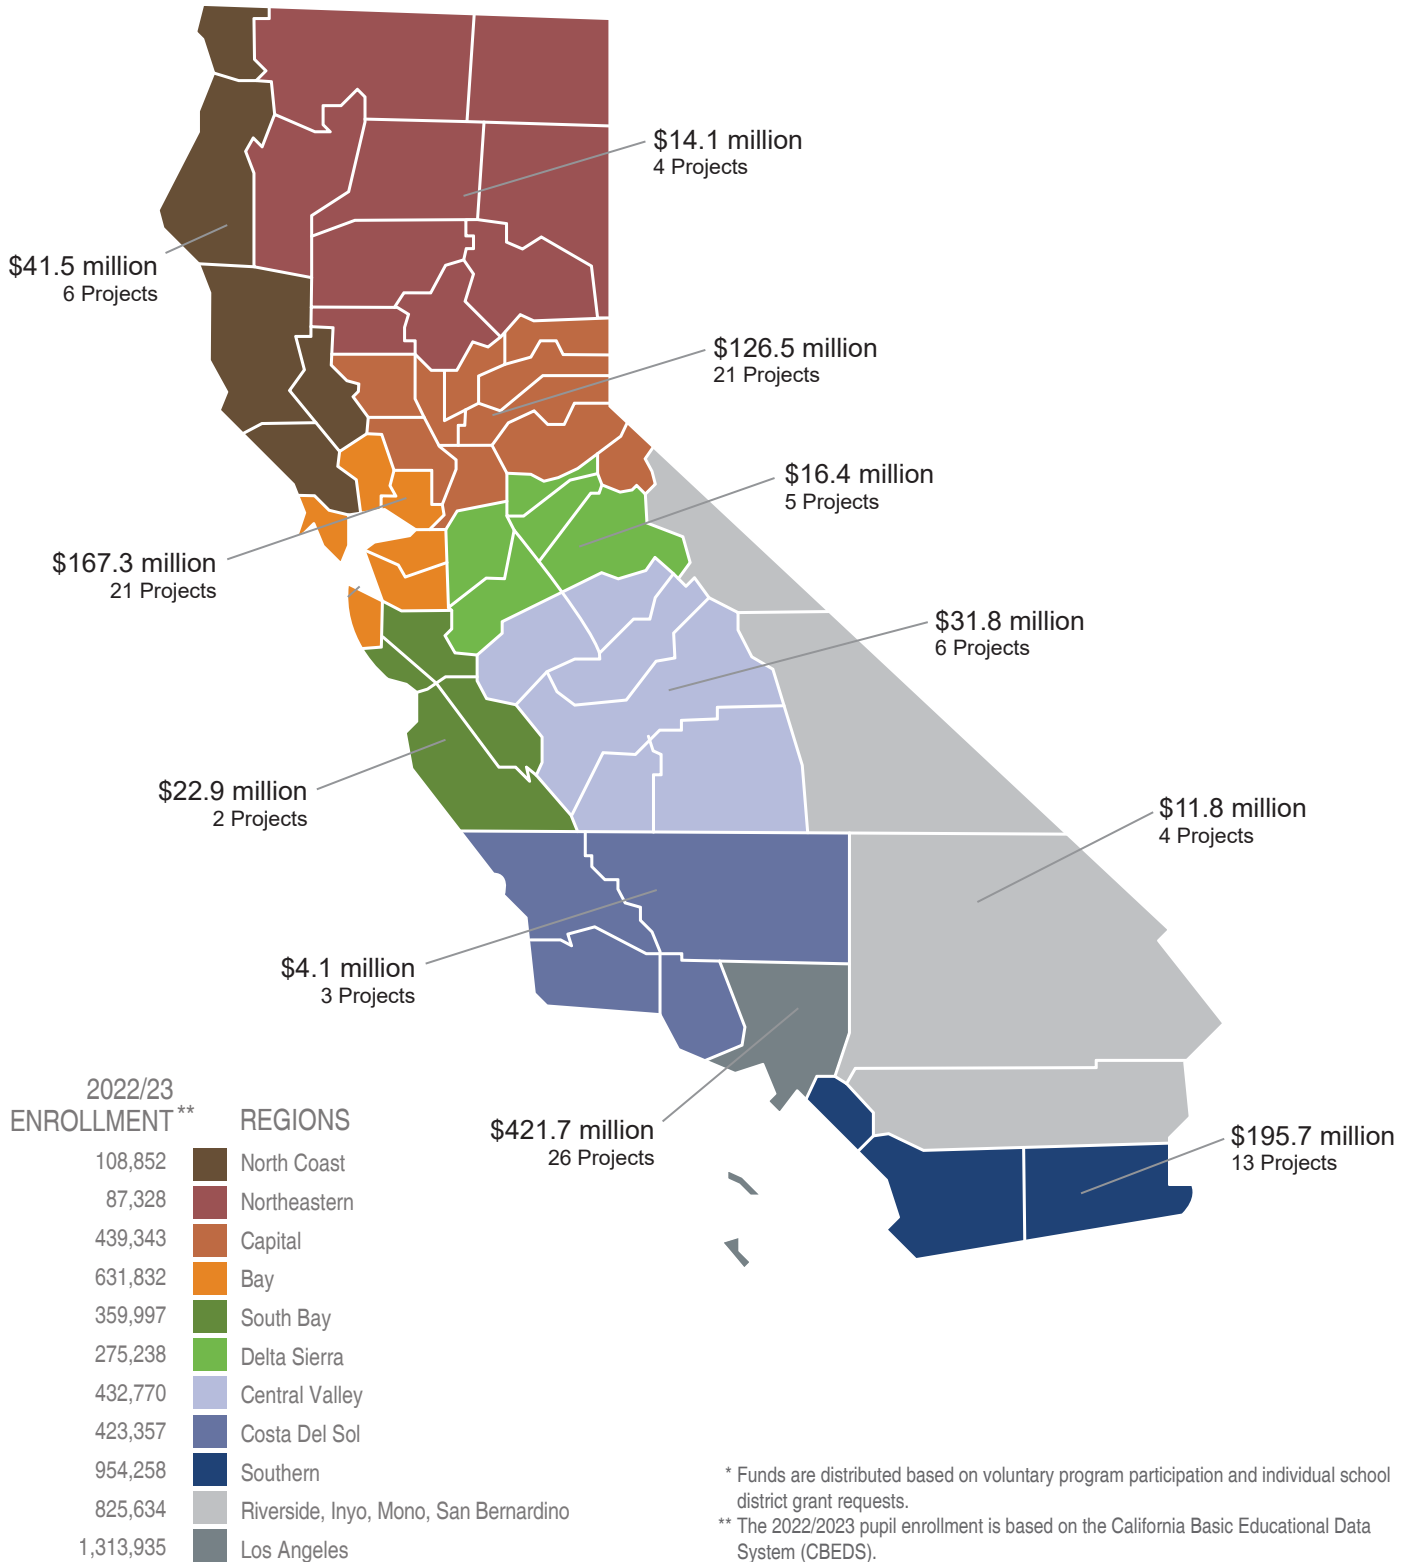 $14.1 million
4 Projects
$41.5 million
6 Projects
$126.5 million
21 Projects
$16.4 million
5 Projects
$167.3 million
21 Projects
$31.8 million
6 Projects
$22.9 million
2 Projects
$11.8 million
4 Projects
$4.1 million
3 Projects
$421.7 million
26 Projects
$195.7 million
13 Projects
2022/23
ENROLLMENT** REGIONS
108,852 North Coast
87,328 Northeastern
439,343 Capital
631,832 Bay
359,997 South Bay
275,238 Delta Sierra
432,770 Central Valley
423,357 Costa Del Sol
954,258 Southern
825,634 Riverside, Inyo, Mono, San Bernardino
1,313,935 Los Angeles
* Funds are distributed based on voluntary program participation and individual school
district grant requests.
** The 2022/2023 pupil enrollment is based on the California Basic Educational Data
System (CBEDS).